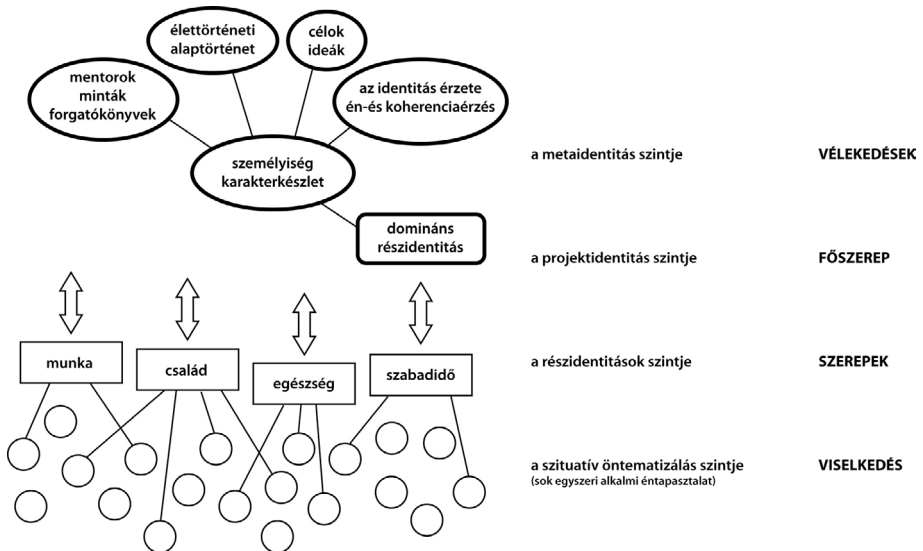 élettörténeti
alaptörténet
célok
ideák
mentorok
minták
forgatókönyvek
az identitás érzete
én-és koherenciaérzés
személyiség
karakterkészlet
a metaidentitás szintje
VÉLEKEDÉSEK
domináns
részidentitás
a projektidentitás szintje
FŐSZEREP
munka
család
egészség
szabadidő
a részidentitások szintje
SZEREPEK
a szituatív öntematizálás szintje
(sok egyszeri alkalmi éntapasztalat)
VISELKEDÉS